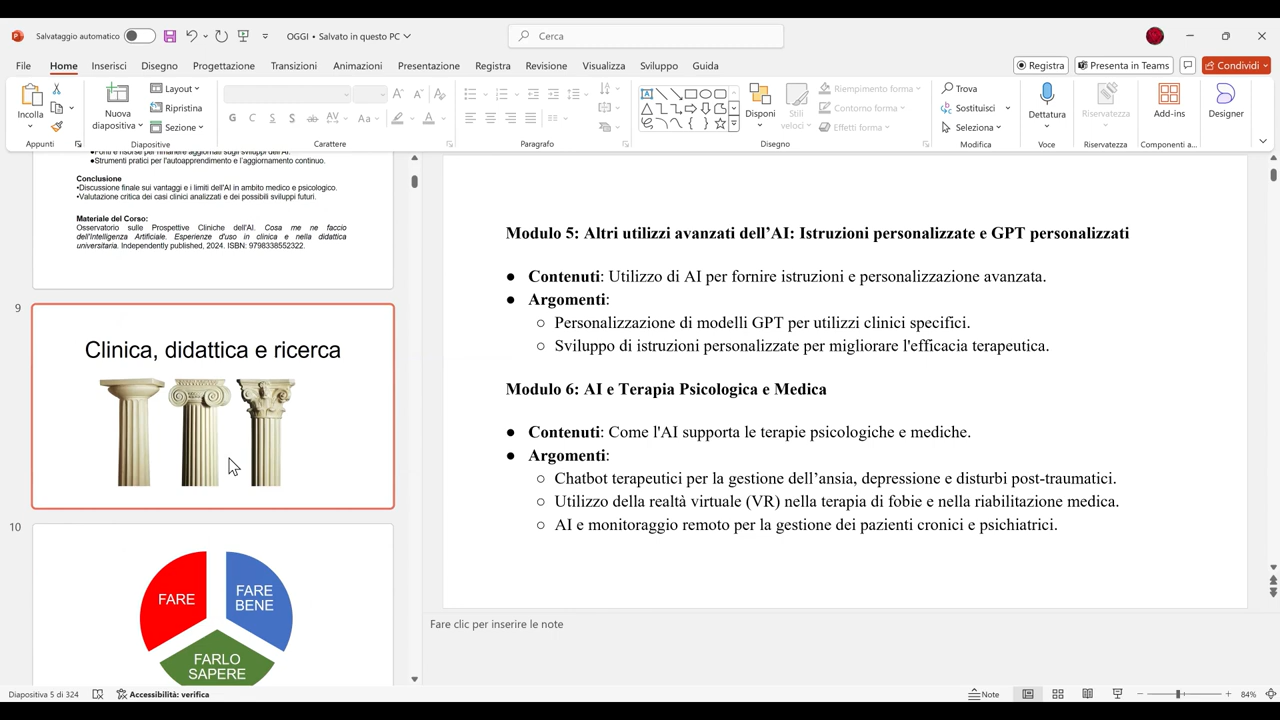 Salvataggio automatico
OGGI • Salvato in questo PC
Cerca
File Home Inserisci Disegno Progettazione Transizioni Animazioni Presentazione Registra Revisione Visualizza Sviluppo Guida
Registra Presenta in Teams Condividi
Incolla
Appunti
Nuova
diapositiva
Layout
Ripristina
Sezione
Diapositive
Carattere
Paragrafo
Disponi
Stili
veloci
Riempimento forma
Contorno forma
Effetti forma
Disegno
Trova
Sostituisci
Seleziona
Modifica
Dettatura
Voce
Riservatezza
Riservatezza
Add-ins
Componenti a...
Designer
•Strumenti pratici per l'autoapprendimento e l'aggiornamento continuo.
Conclusione
•Discussione finale sui vantaggi e i limiti dell'AI in ambito medico e psicologico.
•Valutazione critica dei casi clinici analizzati e dei possibili sviluppi futuri.
Materiale del Corso:
Osservatorio sulle Prospettive Cliniche dell'AI. Cosa me ne faccio
dell'Intelligenza Artificiale. Esperienze d'uso in clinica e nella didattica
universitaria. Independently published, 2024. ISBN: 9798338552322.
9
Clinica, didattica e ricerca
10
FARE
FARE
BENE
FARLO
SAPERE
Modulo 5: Altri utilizzi avanzati dell’AI: Istruzioni personalizzate e GPT personalizzati
● Contenuti: Utilizzo di AI per fornire istruzioni e personalizzazione avanzata.
● Argomenti:
○ Personalizzazione di modelli GPT per utilizzi clinici specifici.
○ Sviluppo di istruzioni personalizzate per migliorare l'efficacia terapeutica.
Modulo 6: AI e Terapia Psicologica e Medica
● Contenuti: Come l'AI supporta le terapie psicologiche e mediche.
● Argomenti:
○ Chatbot terapeutici per la gestione dell’ansia, depressione e disturbi post-traumatici.
○ Utilizzo della realtà virtuale (VR) nella terapia di fobie e nella riabilitazione medica.
○ AI e monitoraggio remoto per la gestione dei pazienti cronici e psichiatrici.
Fare clic per inserire le note
Diapositiva 5 di 324
Accessibilità: verifica
Note
84%